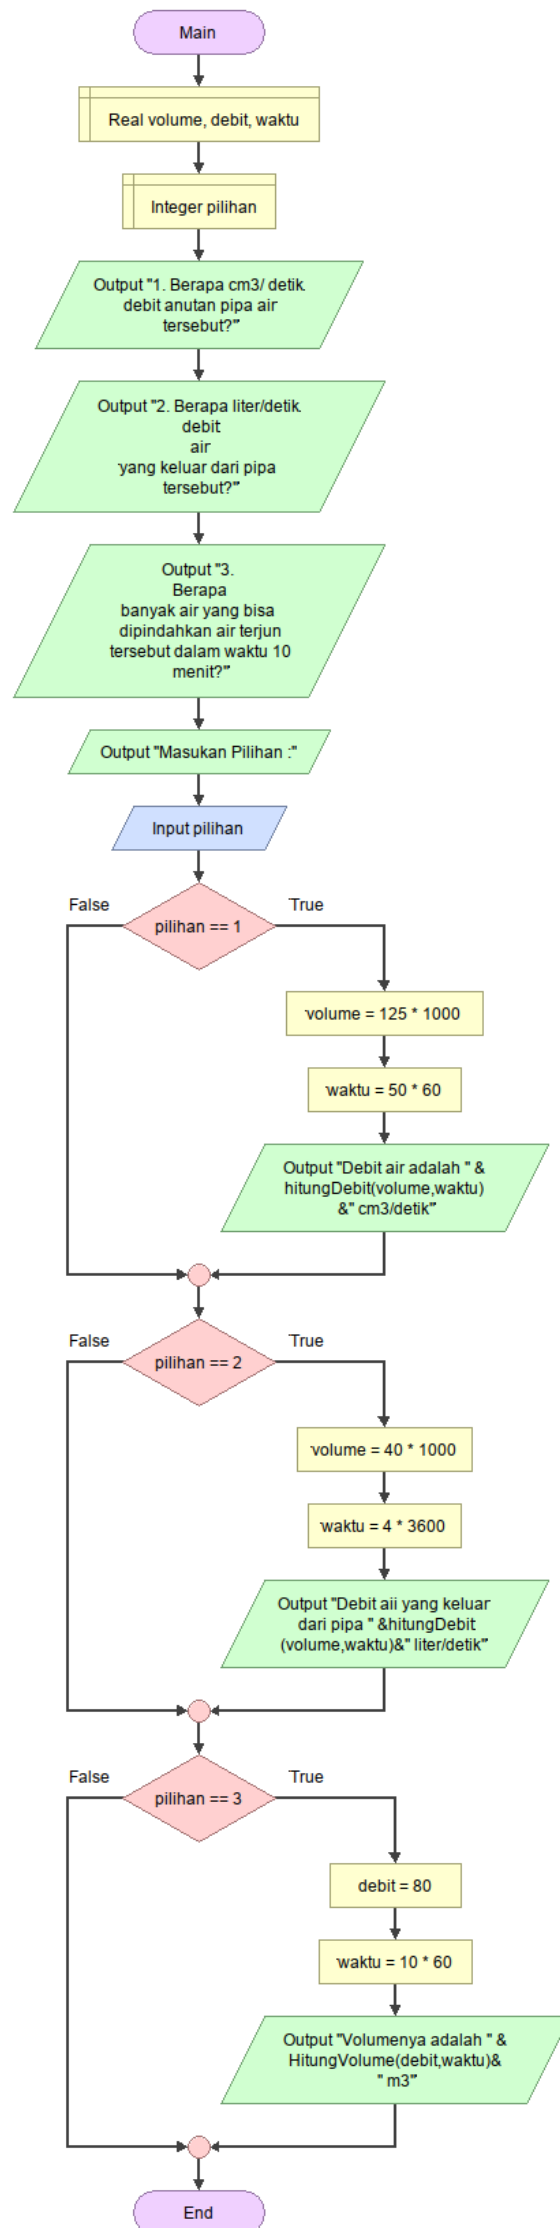 Main
Real volume, debit, waktu
Integer pilihan
Output "1. Berapa cm3/ detik
debit anutan pipa air
tersebut?"
Output "2. Berapa liter/detik
debit
air
yang keluar dari pipa
tersebut?"
Output "3.
Berapa
banyak air yang bisa
dipindahkan air terjun
tersebut dalam waktu 10
menit?"
Output "Masukan Pilihan :"
Input pilihan
False
True
pilihan == 1
volume = 125 * 1000
waktu = 50 * 60
Output "Debit air adalah " &
hitungDebit(volume,waktu)
&" cm3/detik"
False
True
pilihan == 2
volume = 40 * 1000
waktu = 4 * 3600
Output "Debit aii yang keluar
dari pipa " &hitungDebit
(volume,waktu)&" liter/detik"
False
True
pilihan == 3
debit = 80
waktu = 10 * 60
Output "Volumenya adalah " &
HitungVolume(debit,waktu)&
" m3"
End